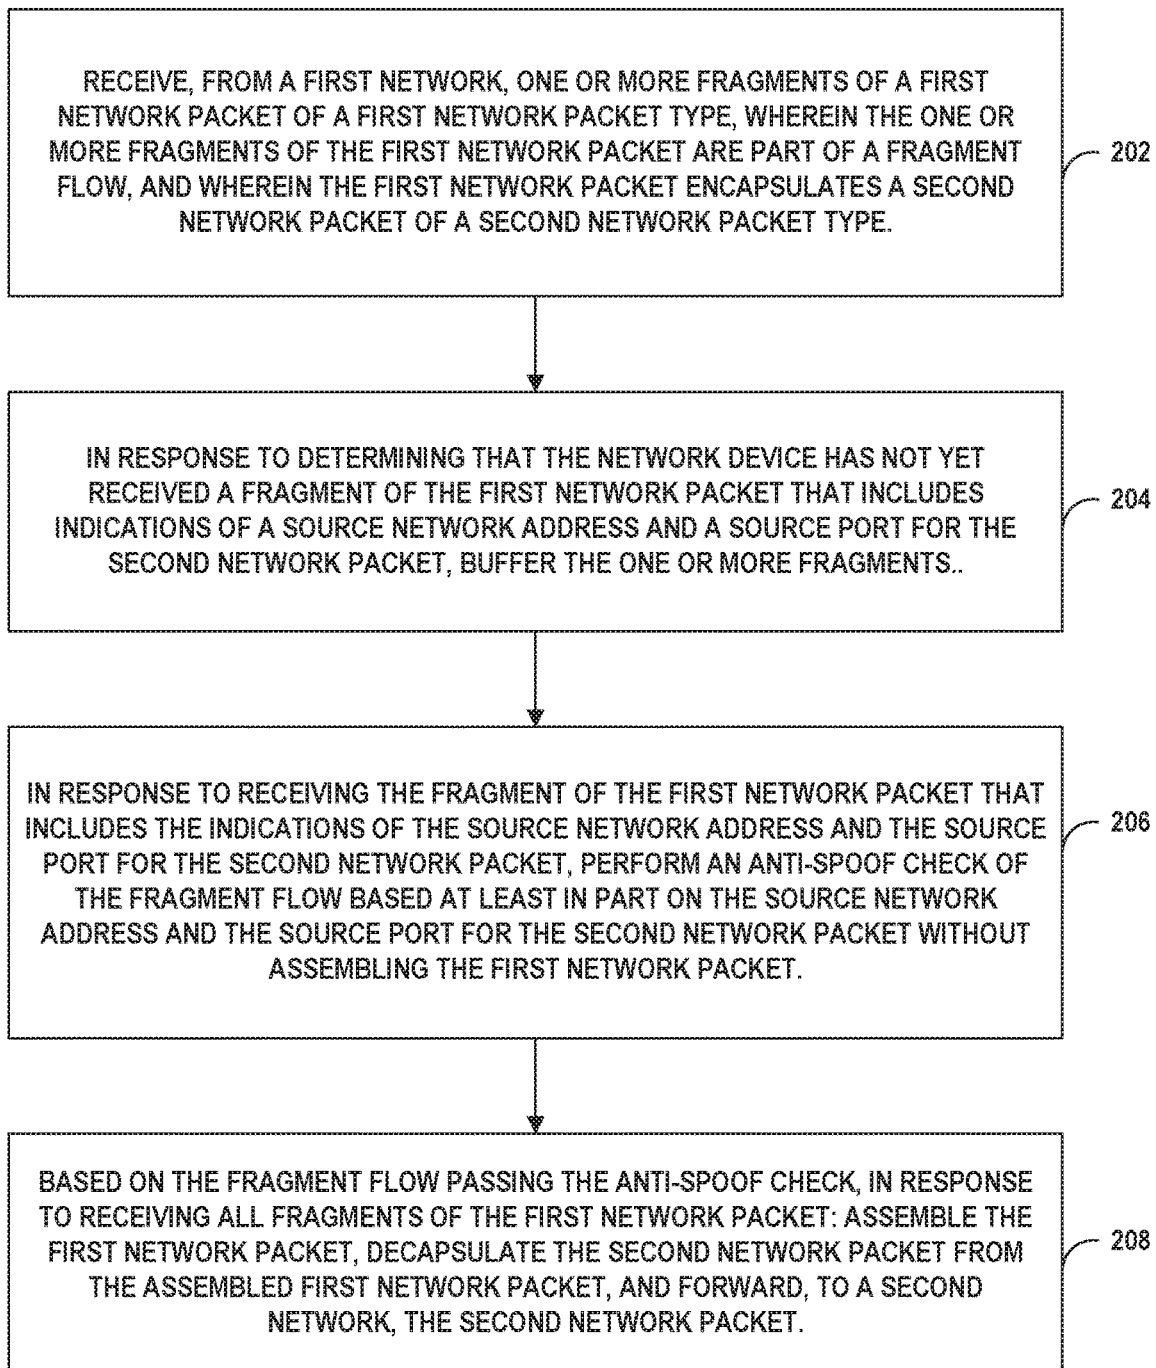 RECEIVE, FROM A FIRST NETWORK, ONE OR MORE FRAGMENTS OF A FIRST
NETWORK PACKET OF A FIRST NETWORK PACKET TYPE, WHEREIN THE ONE OR
MORE FRAGMENTS OF THE FIRST NETWORK PACKET ARE PART OF A FRAGMENT
FLOW, AND WHEREIN THE FIRST NETWORK PACKET ENCAPSULATES A SECOND
NETWORK PACKET OF A SECOND NETWORK PACKET TYPE.
202
IN RESPONSE TO DETERMINING THAT THE NETWORK DEVICE HAS NOT YET
RECEIVED A FRAGMENT OF THE FIRST NETWORK PACKET THAT INCLUDES
INDICATIONS OF A SOURCE NETWORK ADDRESS AND A SOURCE PORT FOR THE
SECOND NETWORK PACKET, BUFFER THE ONE OR MORE FRAGMENTS..
204
IN RESPONSE TO RECEIVING THE FRAGMENT OF THE FIRST NETWORK PACKET THAT
INCLUDES THE INDICATIONS OF THE SOURCE NETWORK ADDRESS AND THE SOURCE
PORT FOR THE SECOND NETWORK PACKET, PERFORM AN ANTI-SPOOF CHECK OF
THE FRAGMENT FLOW BASED AT LEAST IN PART ON THE SOURCE NETWORK
ADDRESS AND THE SOURCE PORT FOR THE SECOND NETWORK PACKET WITHOUT
ASSEMBLING THE FIRST NETWORK PACKET.
206
BASED ON THE FRAGMENT FLOW PASSING THE ANTI-SPOOF CHECK, IN RESPONSE
TO RECEIVING ALL FRAGMENTS OF THE FIRST NETWORK PACKET: ASSEMBLE THE
FIRST NETWORK PACKET, DECAPSULATE THE SECOND NETWORK PACKET FROM
THE ASSEMBLED FIRST NETWORK PACKET, AND FORWARD, TO A SECOND
NETWORK, THE SECOND NETWORK PACKET.
208